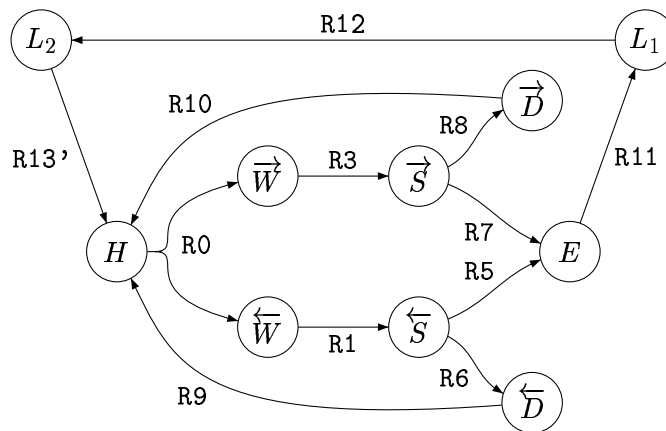 L₂
R12
L₁
R10
D→
R8
R13'
W→
R3
S→
R11
H
R0
R7
E
R5
W←
R1
S←
R6
R9
D←